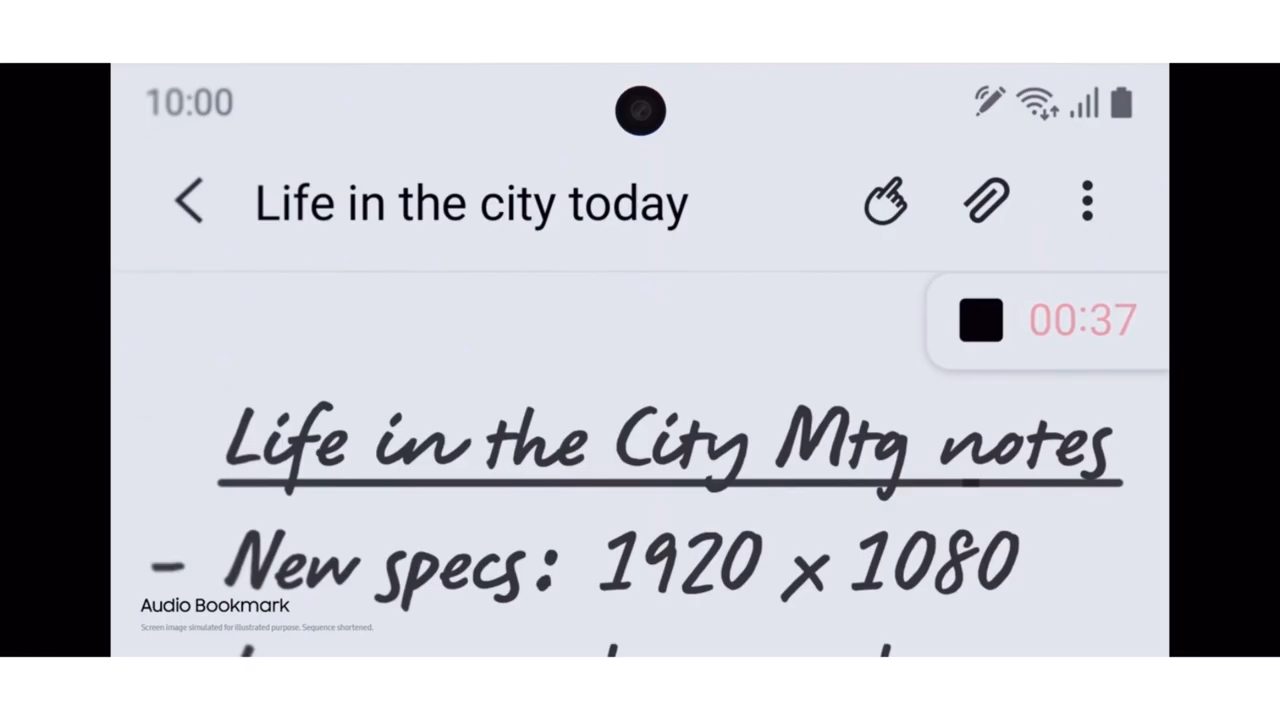 10:00
Life in the city today
00:37
Life in the City Mtg notes
- New specs: 1920 x 1080
Audio Bookmark
Screen image simulated for illustrated purpose. Sequence shortened.